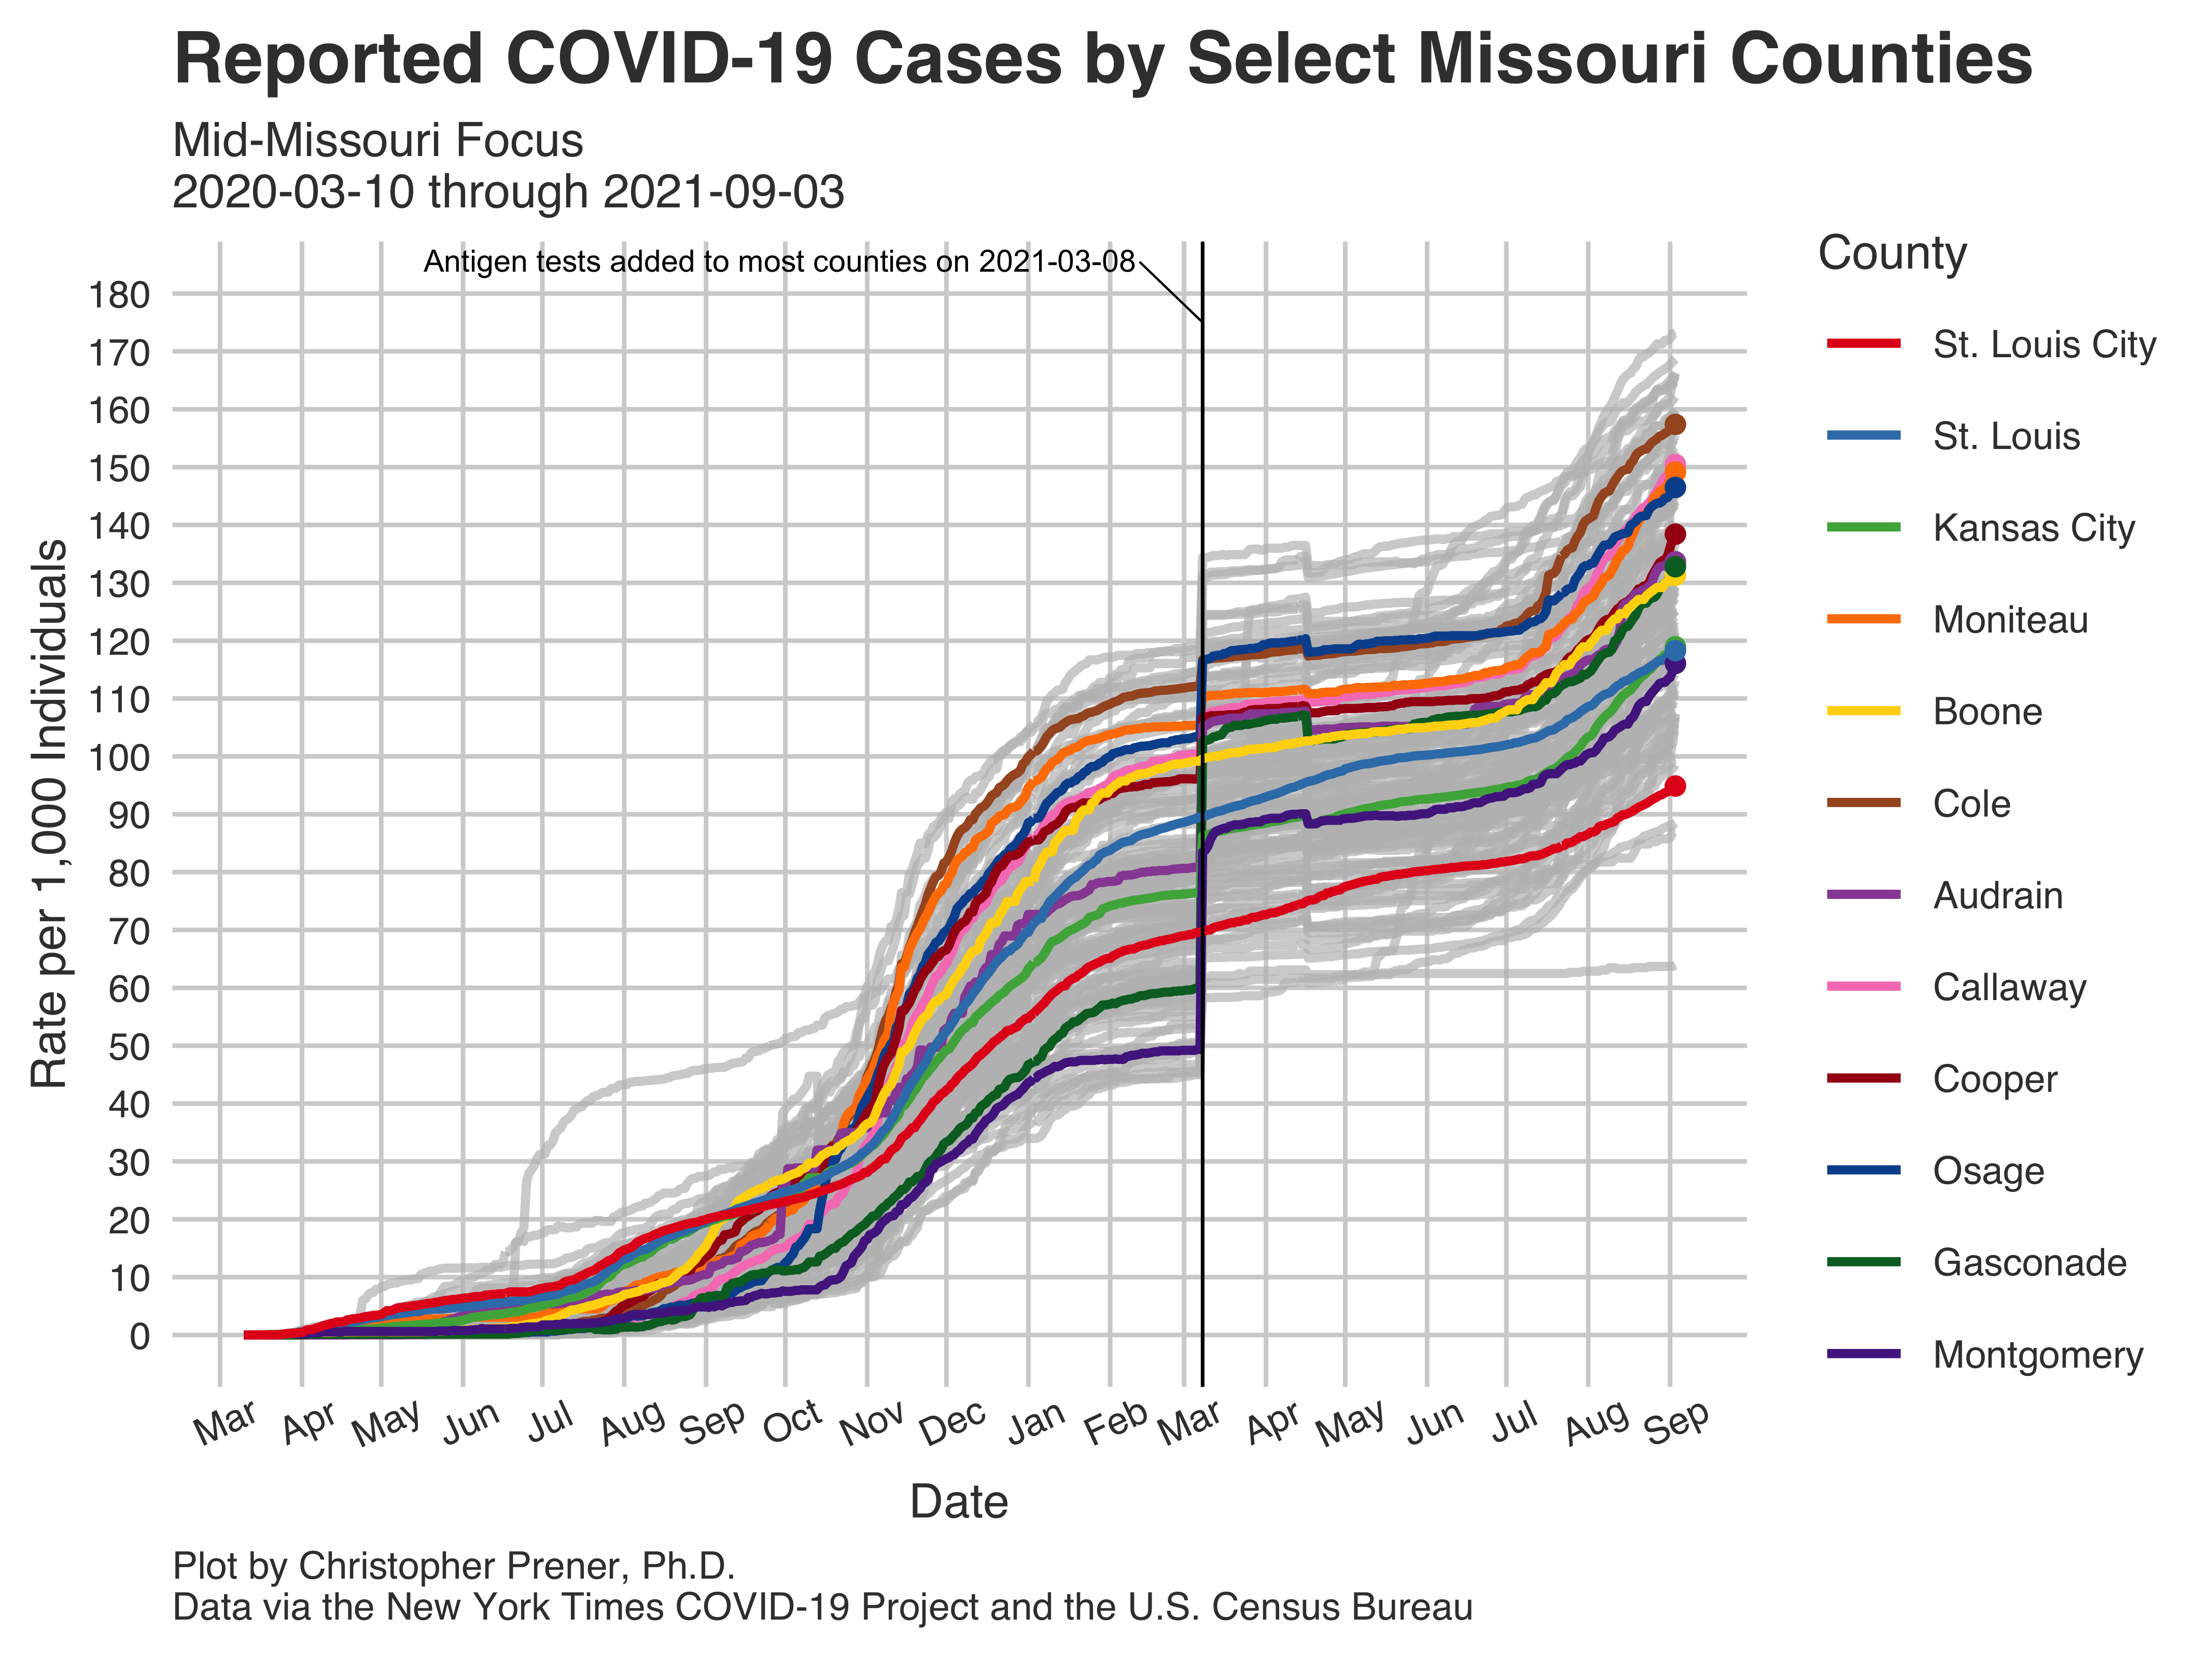 Reported COVID-19 Cases by Select Missouri Counties
Mid-Missouri Focus
2020-03-10 through 2021-09-03
Antigen tests added to most counties on 2021-03-08
Rate per 1,000 Individuals
180
170
160
150
140
130
120
110
100
90
80
70
60
50
40
30
20
10
0
Mar Apr May Jun Jul Aug Sep Oct Nov Dec Jan Feb Mar Apr May Jun Jul Aug Sep
Date
County
St. Louis City
St. Louis
Kansas City
Moniteau
Boone
Cole
Audrain
Callaway
Cooper
Osage
Gasconade
Montgomery
Plot by Christopher Prener, Ph.D.
Data via the New York Times COVID-19 Project and the U.S. Census Bureau